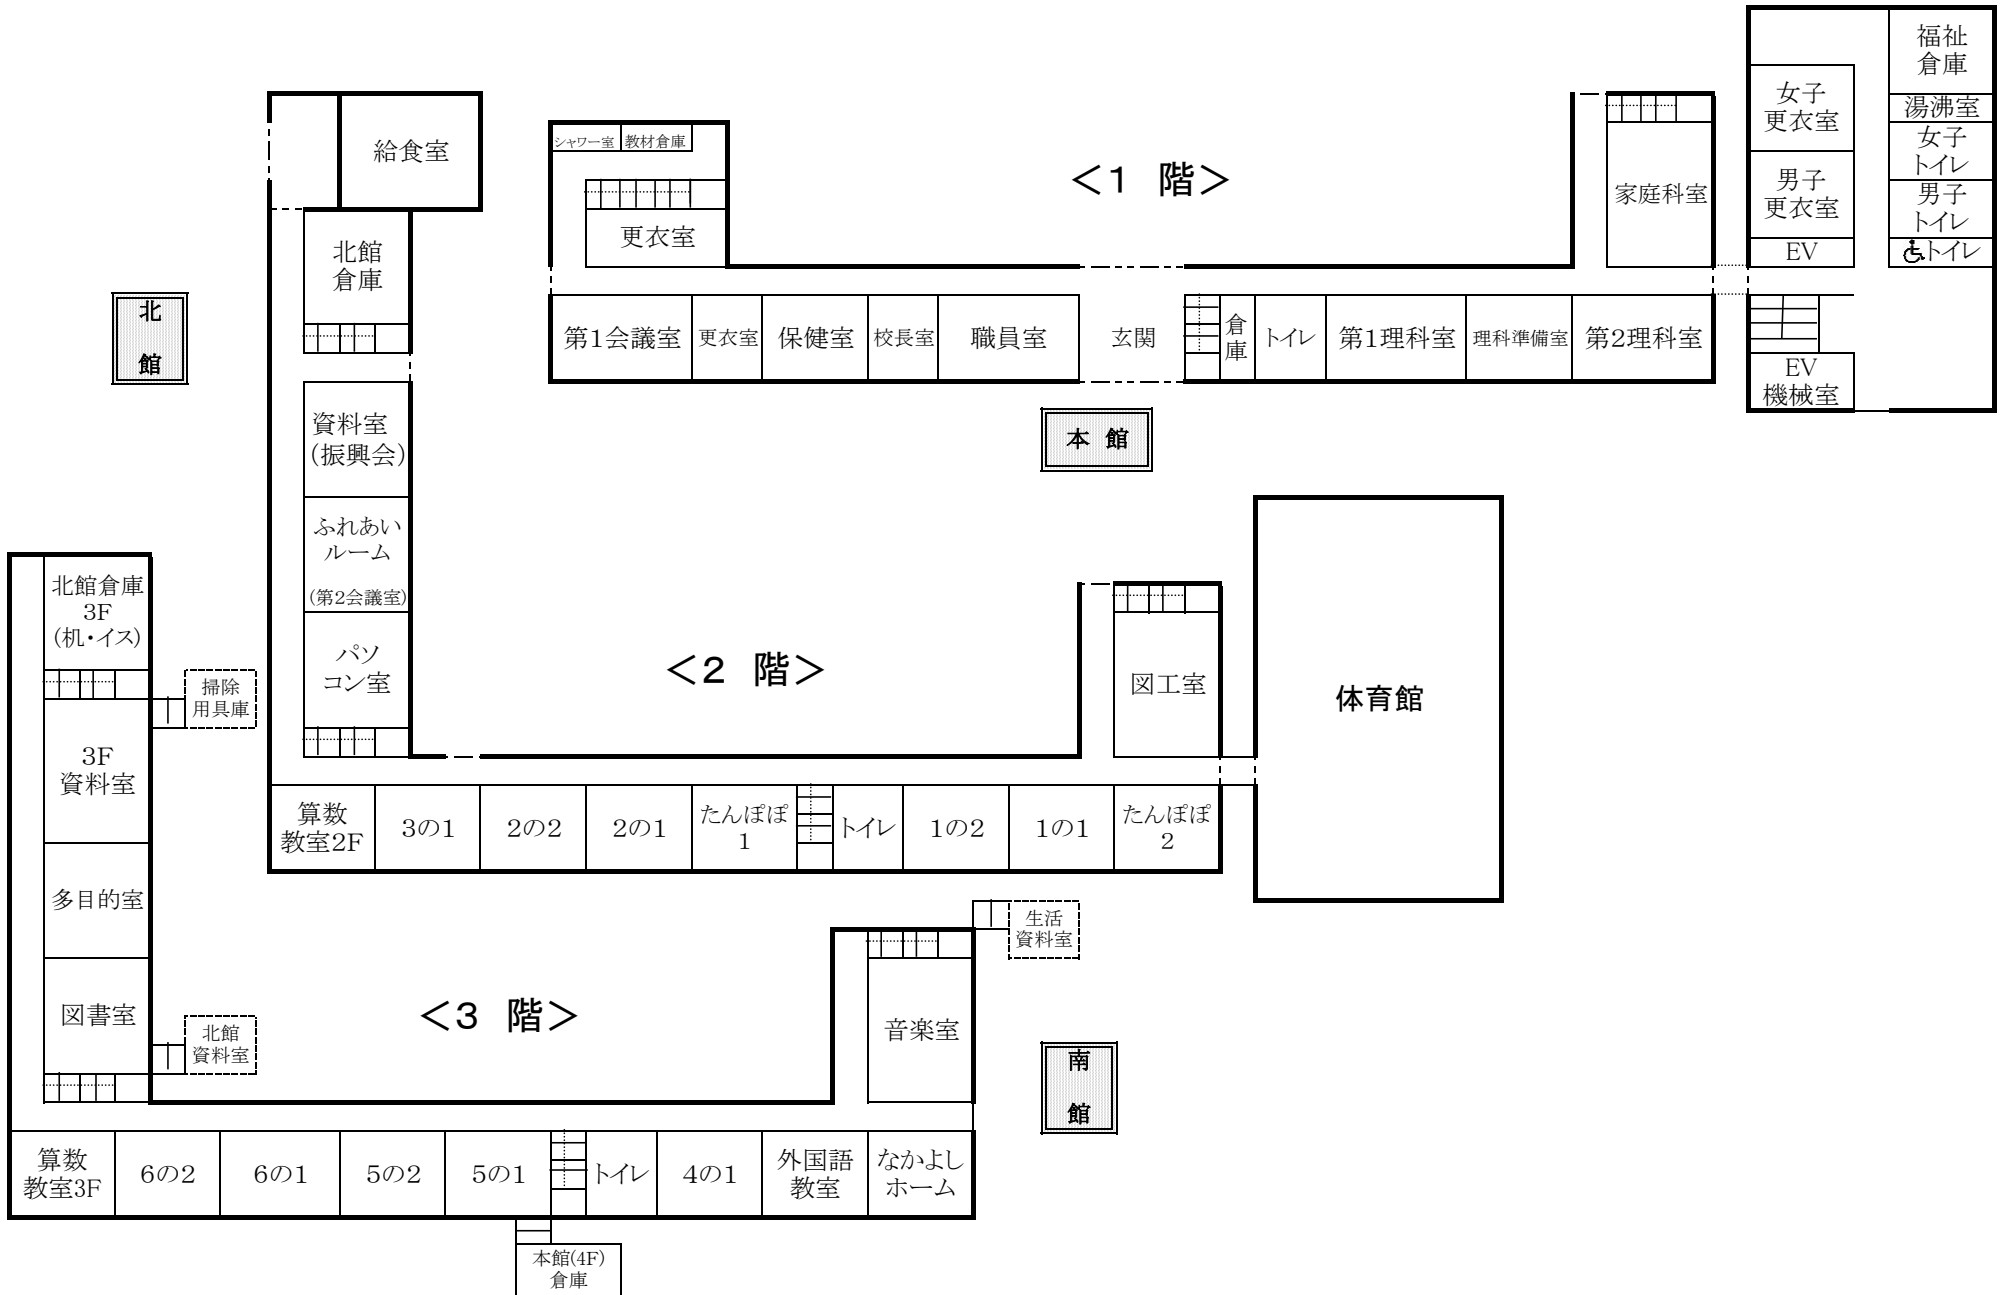 <1 階>
シャワー室
教材倉庫
更衣室
第1会議室
更衣室
保健室
校長室
職員室
玄関
倉
庫
トイレ
第1理科室
理科準備室
第2理科室
家庭科室
女子
更衣室
男子
更衣室
EV
EV
機械室
福祉
倉庫
湯沸室
女子
トイレ
男子
トイレ
トイレ
北
館
本 館
南
館
<2 階>
給食室
北館
倉庫
資料室
(振興会)
ふれあい
ルーム
(第2会議室)
パソ
コン室
算数
教室2F
3の1
2の2
2の1
たんぽぽ
1
トイレ
1の2
1の1
たんぽぽ
2
図工室
体育館
<3 階>
北館倉庫
3F
(机・イス)
掃除
用具庫
3F
資料室
多目的室
図書室
北館
資料室
算数
教室3F
6の2
6の1
5の2
5の1
トイレ
4の1
外国語
教室
なかよし
ホーム
音楽室
生活
資料室
本館(4F)
倉庫